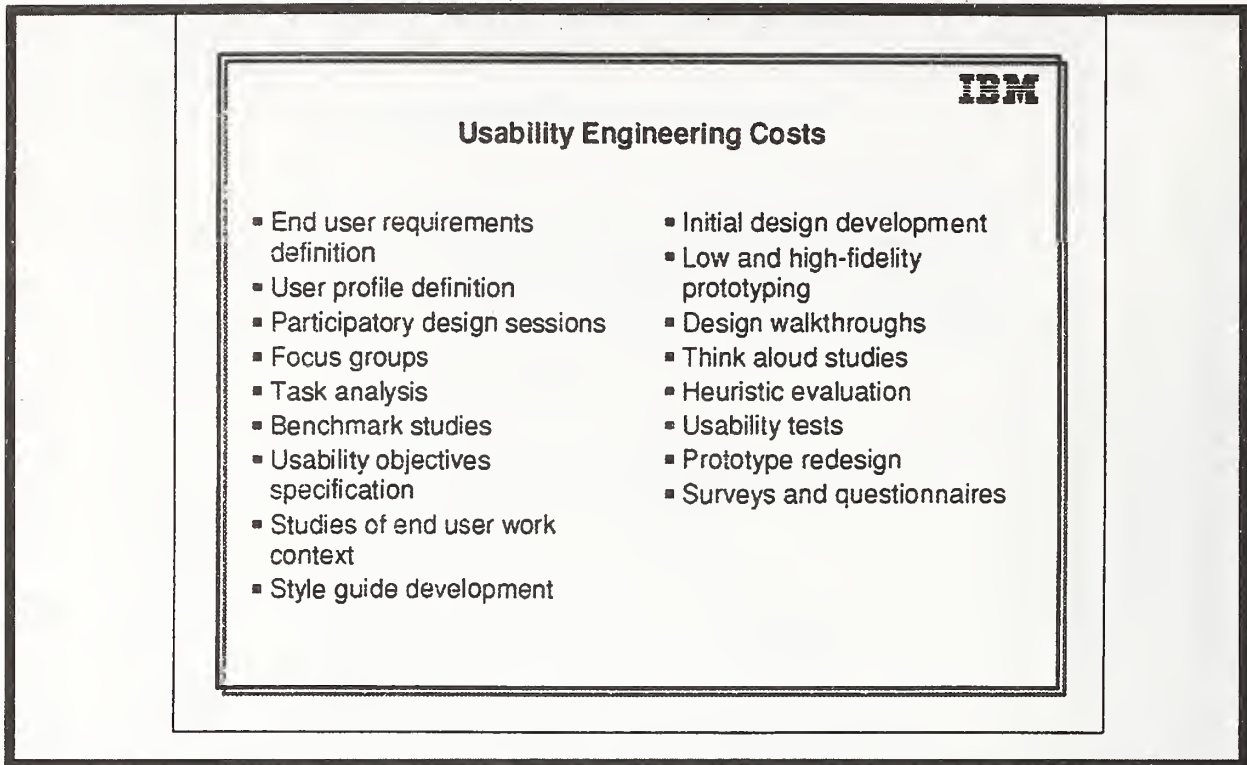 IBM
Usability Engineering Costs
▪ End user requirements
definition
▪ User profile definition
▪ Participatory design sessions
▪ Focus groups
▪ Task analysis
▪ Benchmark studies
▪ Usability objectives
specification
▪ Studies of end user work
context
▪ Style guide development
▪ Initial design development
▪ Low and high-fidelity
prototyping
▪ Design walkthroughs
▪ Think aloud studies
▪ Heuristic evaluation
▪ Usability tests
▪ Prototype redesign
▪ Surveys and questionnaires